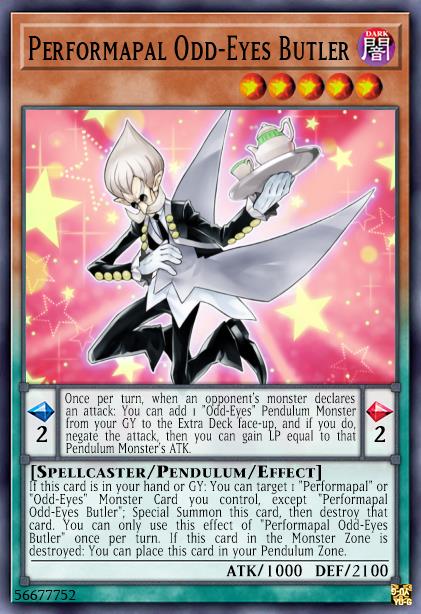 PERFORMAPAL ODD-EYES BUTLER
DARK
闇
Once per turn, when an opponent's monster declares
an attack: You can add 1 "Odd-Eyes" Pendulum Monster
from your GY to the Extra Deck face-up, and if you do,
negate the attack, then you can gain LP equal to that
Pendulum Monster's ATK.
2
2
[SPELLCASTER/PENDULUM/EFFECT]
If this card is in your hand or GY: You can target 1 "Performapal" or
"Odd-Eyes" Monster Card you control, except "Performapal
Odd-Eyes Butler"; Special Summon this card, then destroy that
card. You can only use this effect of "Performapal Odd-Eyes
Butler" once per turn. If this card in the Monster Zone is
destroyed: You can place this card in your Pendulum Zone.
ATK/1000 DEF/2100
56677752